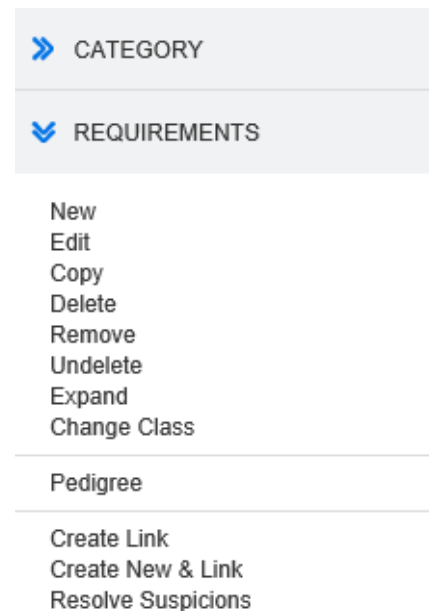 CATEGORY
REQUIREMENTS
New
Edit
Copy
Delete
Remove
Undelete
Expand
Change Class
Pedigree
Create Link
Create New & Link
Resolve Suspicions